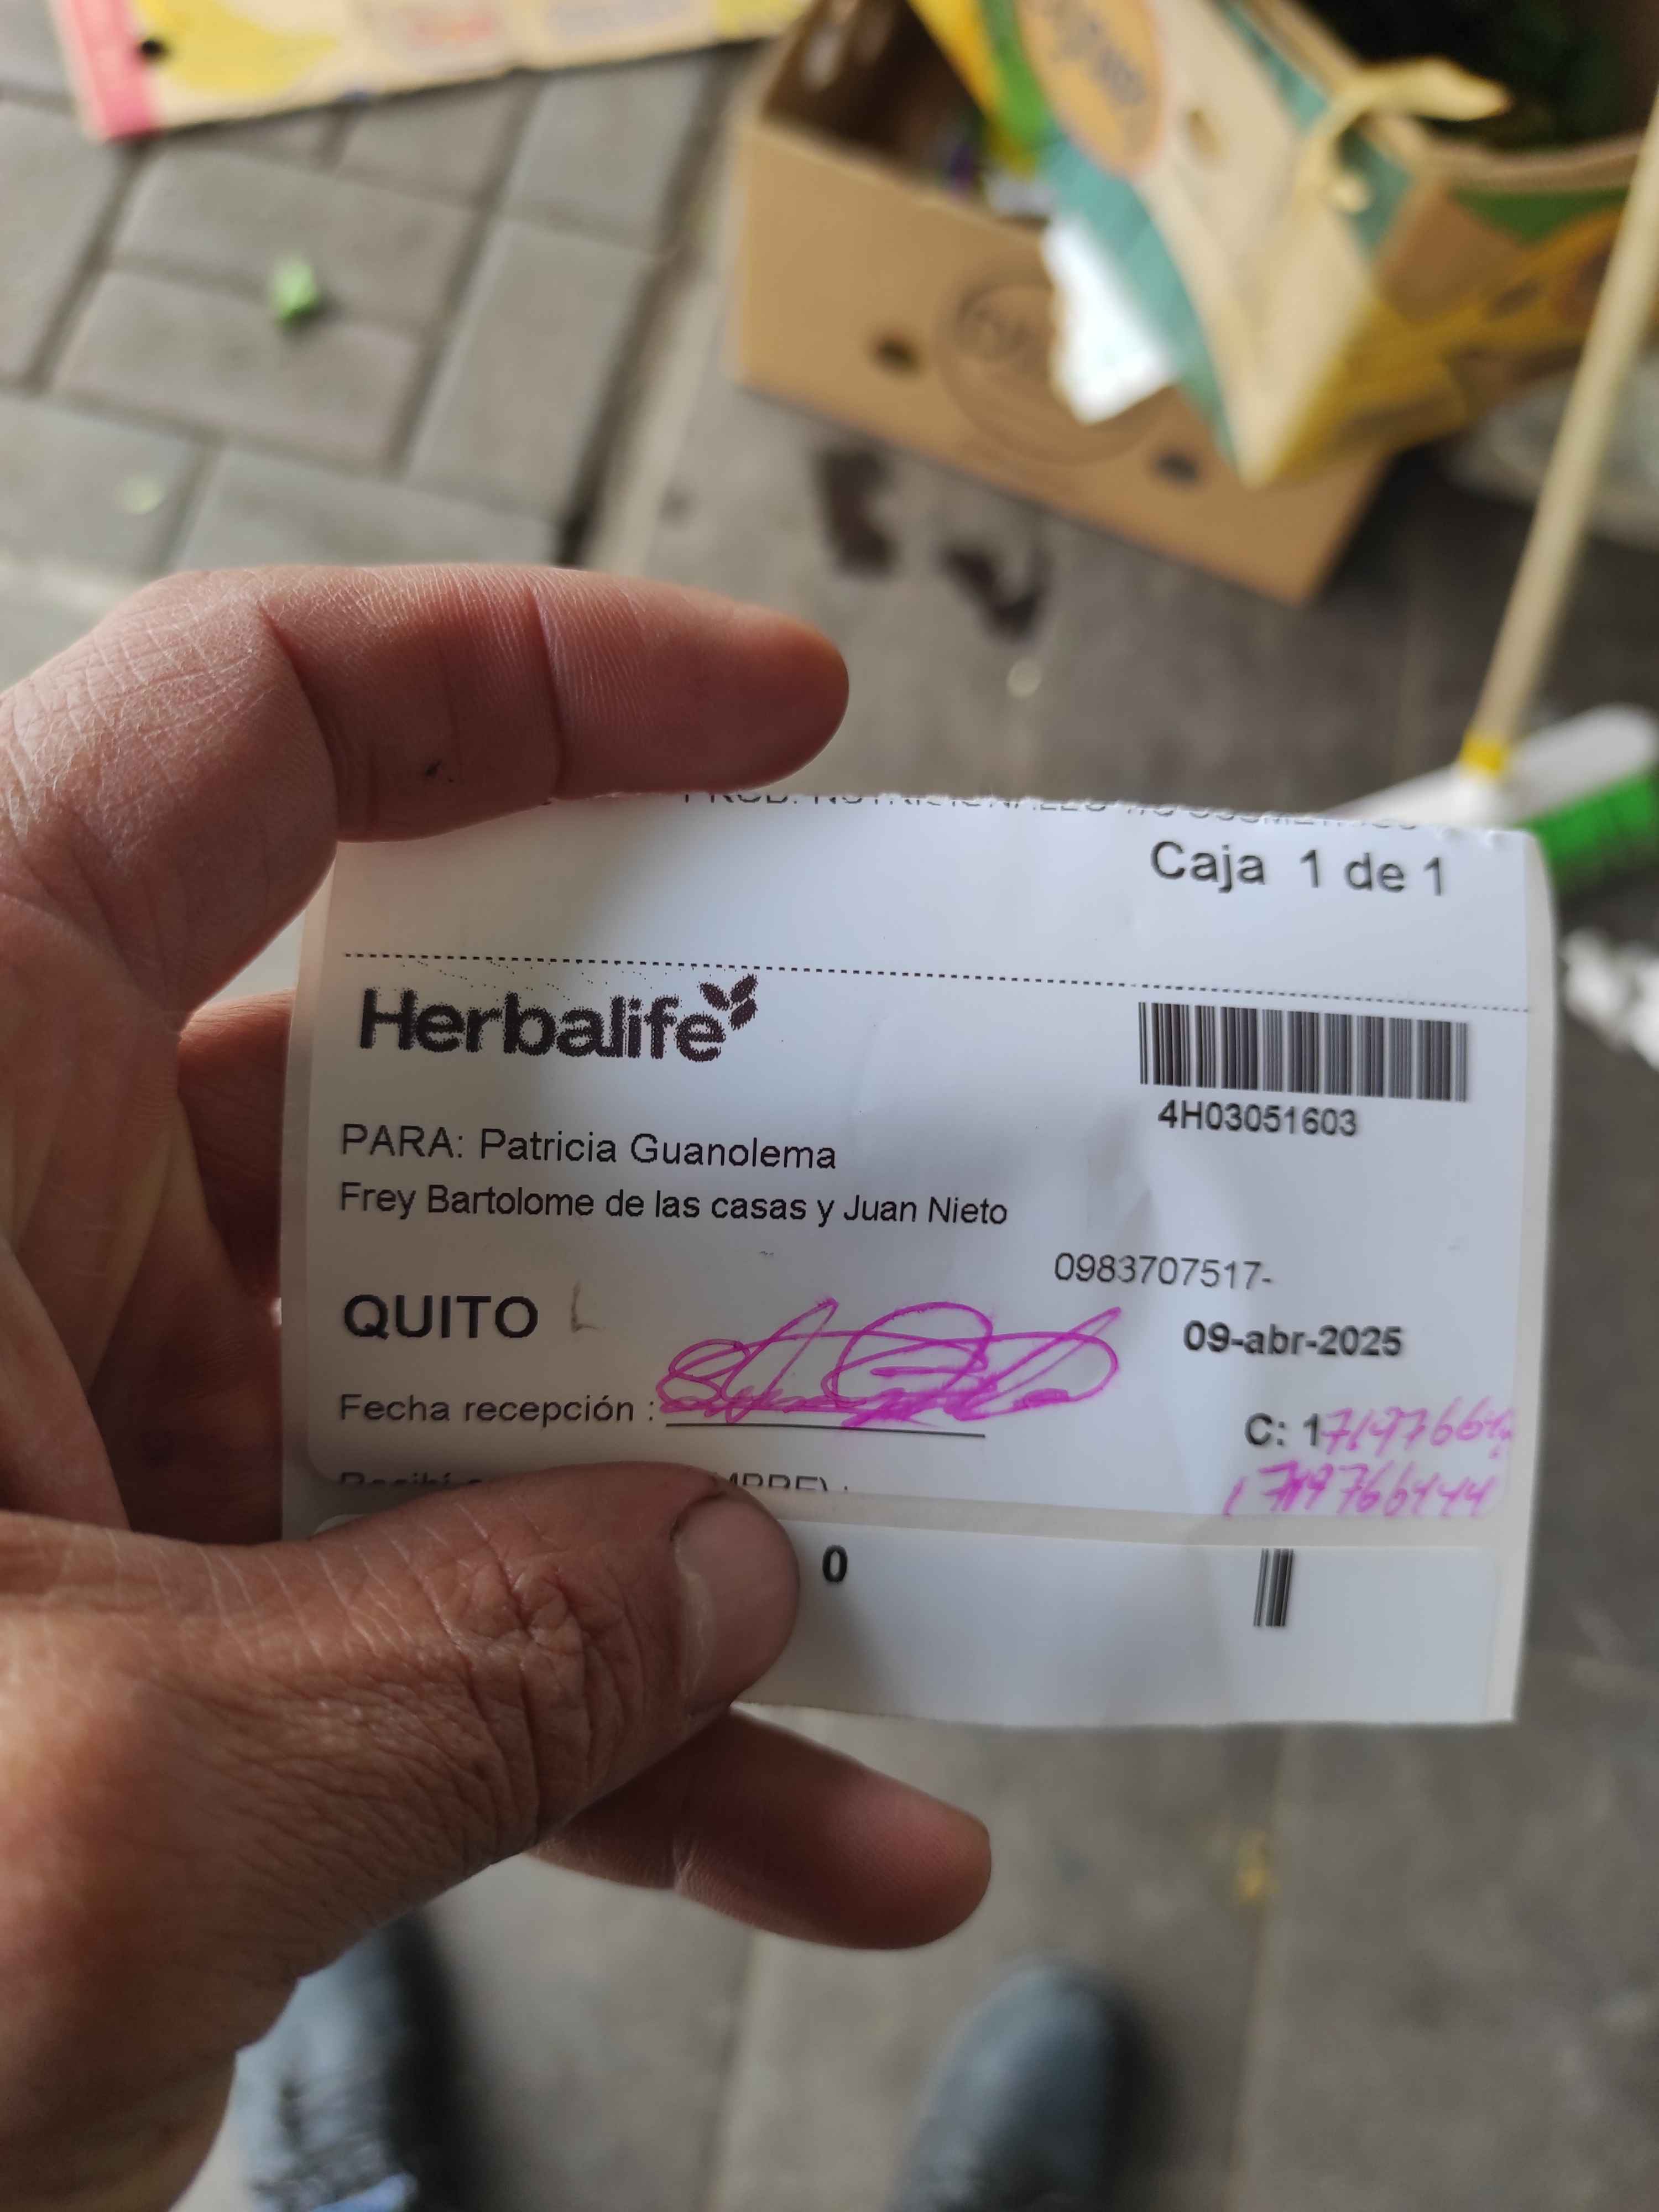 Caja 1 de 1
Herbalife
4H03051603
PARA: Patricia Guanolema
Frey Bartolome de las casas y Juan Nieto
0983707517-
QUITO
09-abr-2025
Fecha recepción :
C: 1
0